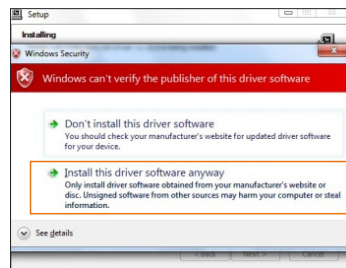 Setup
Installing
Windows Security
Windows can't verify the publisher of this driver software
Don't install this driver software
You should check your manufacturer's website for updated driver software
for your device.
Install this driver software anyway
Only install driver software obtained from your manufacturer's website or
disc. Unsigned software from other sources may harm your computer or steal
information.
See details
< Back Next > Cancel